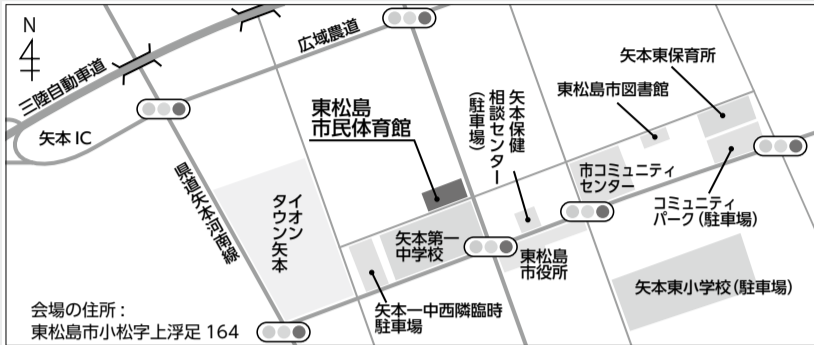 N
4
三陸自動車道
広域農道
矢本IC
県道矢本河南線
イオン
タウン矢本
東松島
市民体育館
矢本保健
相談センター
(駐車場)
東松島市図書館
矢本東保育所
市コミュニティ
センター
コミュニティ
パーク(駐車場)
矢本第一
中学校
東松島
市役所
矢本東小学校(駐車場)
矢本一中西隣臨時
駐車場
会場の住所:
東松島市小松字上浮足164